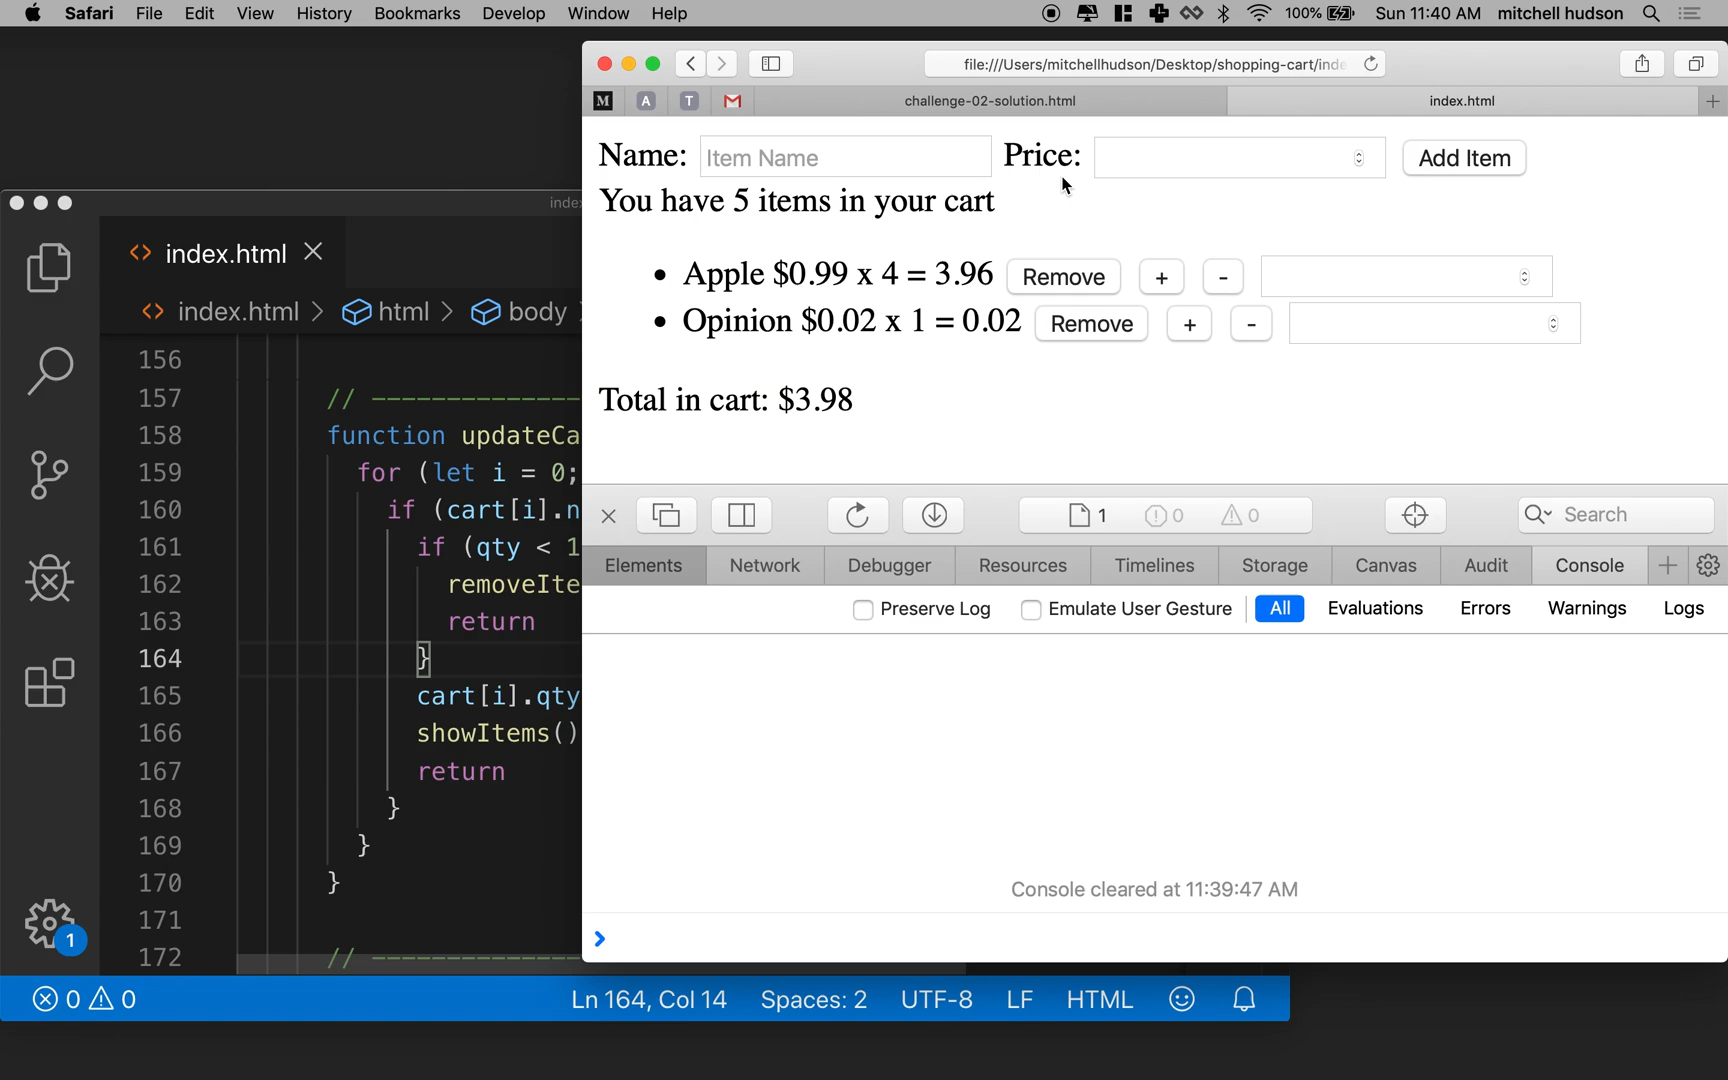 Safari File Edit View History Bookmarks Develop Window Help 100% Sun 11:40 AM mitchell hudson
file:///Users/mitchellhudson/Desktop/shopping-cart/inde
M A T challenge-02-solution.html index.html +
Name: Item Name Price: Add Item
You have 5 items in your cart
• Apple $0.99 x 4 = 3.96 Remove + -
• Opinion $0.02 x 1 = 0.02 Remove + -
Total in cart: $3.98
1 0 0 Search
Elements Network Debugger Resources Timelines Storage Canvas Audit Console +
Preserve Log Emulate User Gesture All Evaluations Errors Warnings Logs
Console cleared at 11:39:47 AM
>
inde
<> index.html ×
<> index.html > html > body
156
157 // --------------
158 function updateCa
159 for (let i = 0;
160 if (cart[i].n
161 if (qty < 1
162 removeIte
163 return
164 }
165 cart[i].qty
166 showItems()
167 return
168 }
169 }
170 }
171
172 // --------------
1
0 0 Ln 164, Col 14 Spaces: 2 UTF-8 LF HTML